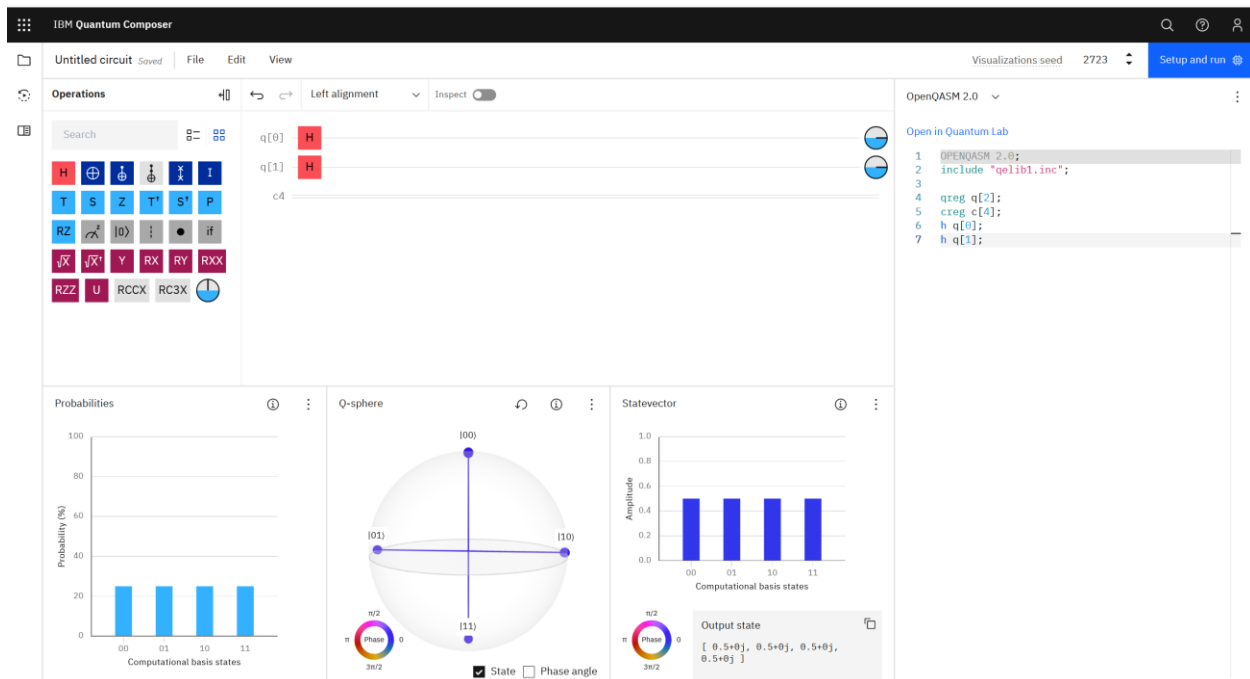 IBM Quantum Composer
Untitled circuit Saved File Edit View Visualizations seed 2723 Setup and run
Operations Left alignment Inspect OpenQASM 2.0
Search
Open in Quantum Lab
H I
T S Z T† S† P
RZ z |0⟩ if
√X √X† Y RX RY RXX
RZZ U RCCX RC3X
q[0] H
q[1] H
c4
1 OPENQASM 2.0;
2 include "qelib1.inc";
3
4 qreg q[2];
5 creg c[4];
6 h q[0];
7 h q[1];
Probabilities
100
80
60
40
20
0
Probability (%)
00 01 10 11
Computational basis states
Q-sphere
|00⟩
|01⟩
|10⟩
|11⟩
π/2
π Phase 0
3π/2
State Phase angle
Statevector
1.0
0.8
0.6
0.4
0.2
0.0
Amplitude
00 01 10 11
Computational basis states
π/2
π Phase 0
3π/2
Output state
[ 0.5+0j, 0.5+0j, 0.5+0j,
0.5+0j ]